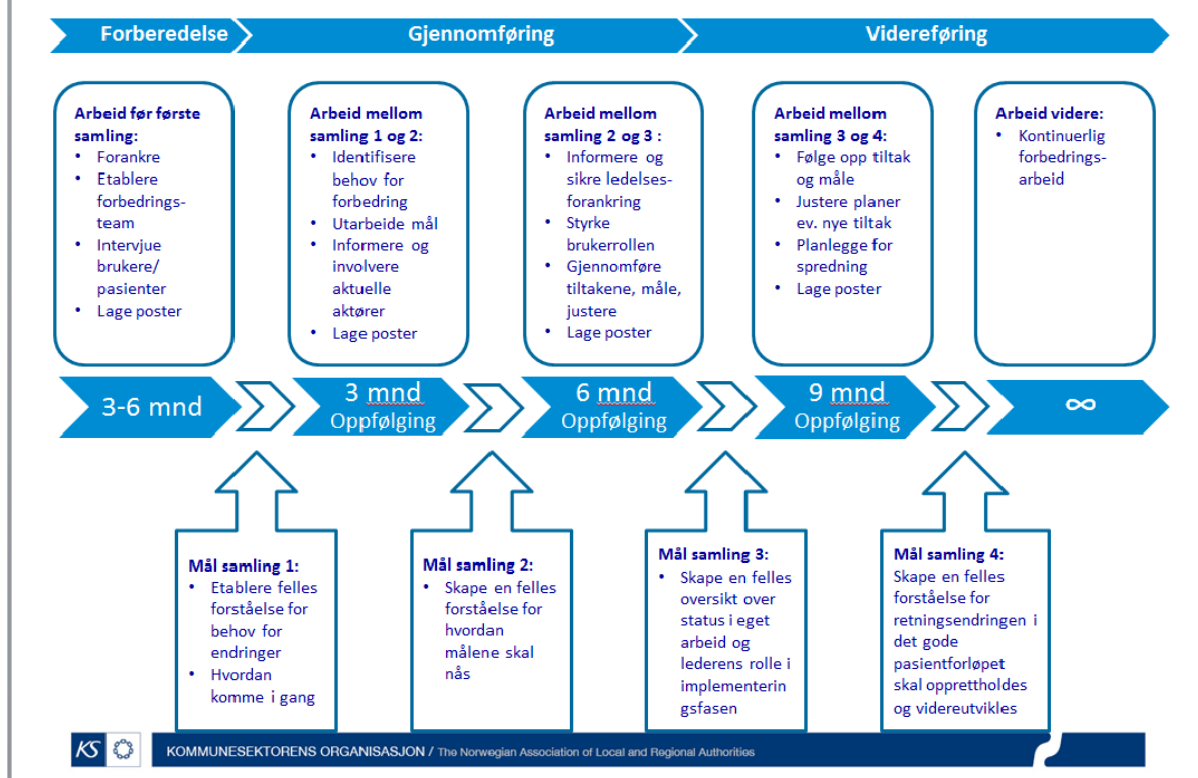 Forberedelse
Gjennomføring
Videreføring
Arbeid før første
samling:
• Forankre
• Etablere
forbedrings-
team
• Intervjue
brukere/
pasienter
• Lage poster
Arbeid mellom
samling 1 og 2:
• Identifisere
behov for
forbedring
• Utarbeide mål
• Informere og
involvere
aktuelle
aktører
• Lage poster
Arbeid mellom
samling 2 og 3 :
• Informere og
sikre ledelses-
forankring
• Styrke
brukerrollen
• Gjennomføre
tiltakene, måle,
justere
• Lage poster
Arbeid mellom
samling 3 og 4:
• Følge opp tiltak
og måle
• Justere planer
ev. nye tiltak
• Planlegge for
spredning
• Lage poster
Arbeid videre:
• Kontinuerlig
forbedrings-
arbeid
3-6 mnd
3 mnd
Oppfølging
6 mnd
Oppfølging
9 mnd
Oppfølging
∞
Mål samling 1:
• Etablere felles
forståelse for
behov for
endringer
• Hvordan
komme i gang
Mål samling 2:
• Skape en felles
forståelse for
hvordan
målene skal
nås
Mål samling 3:
• Skape en felles
oversikt over
status i eget
arbeid og
lederens rolle i
implementerin
gsfasen
Mål samling 4:
Skape en felles
forståelse for
retningsendringen i
det gode
pasientforløpet
skal opprettholdes
og videreutvikles
KS
KOMMUNESEKTORENS ORGANISASJON / The Norwegian Association of Local and Regional Authorities